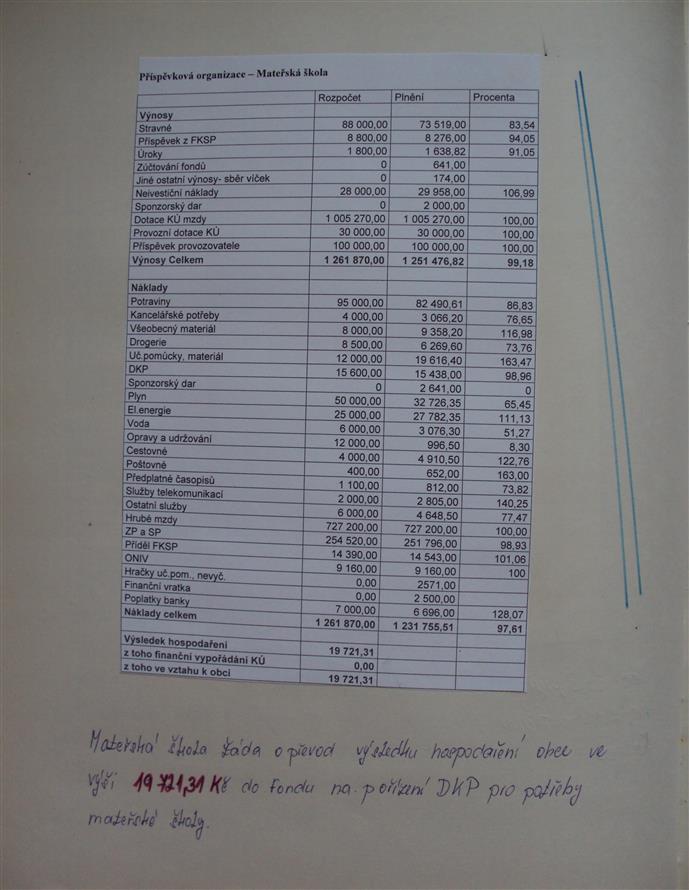 Příspěvková organizace – Mateřská škola
Rozpočet Plnění Procenta
Výnosy
Stravné 88 000,00 73 519,00 83,54
Příspěvek z FKSP 8 800,00 8 276,00 94,05
Úroky 1 800,00 1 638,82 91,05
Zúčtování fondů 0 641,00
Jiné ostatní výnosy- sběr víček 0 174,00
Neivestiční náklady 28 000,00 29 958,00 106,99
Sponzorský dar 0 2 000,00
Dotace KÚ mzdy 1 005 270,00 1 005 270,00 100,00
Provozní dotace KÚ 30 000,00 30 000,00 100,00
Příspěvek provozovatele 100 000,00 100 000,00 100,00
Výnosy Celkem 1 261 870,00 1 251 476,82 99,18
Náklady
Potraviny 95 000,00 82 490,61 86,83
Kancelářské potřeby 4 000,00 3 066,20 76,65
Všeobecný materiál 8 000,00 9 358,20 116,98
Drogerie 8 500,00 6 269,60 73,76
Uč.pomůcky, materiál 12 000,00 19 616,40 163,47
DKP 15 600,00 15 438,00 98,96
Sponzorský dar 0 2 641,00 0
Plyn 50 000,00 32 726,35 65,45
El.energie 25 000,00 27 782,35 111,13
Voda 6 000,00 3 076,30 51,27
Opravy a udržování 12 000,00 996,50 8,30
Cestovné 4 000,00 4 910,50 122,76
Poštovné 400,00 652,00 163,00
Předplatné časopisů 1 100,00 812,00 73,82
Služby telekomunikací 2 000,00 2 805,00 140,25
Ostatní služby 6 000,00 4 648,50 77,47
Hrubé mzdy 727 200,00 727 200,00 100,00
ZP a SP 254 520,00 251 796,00 98,93
Příděl FKSP 14 390,00 14 543,00 101,06
ONIV 9 160,00 9 160,00 100
Hračky uč.pom., nevyč. 0,00 2571,00
Finanční vratka 0,00 2 500,00
Poplatky banky 7 000,00 6 696,00 128,07
Náklady celkem 1 261 870,00 1 231 755,51 97,61
Výsledek hospodaření 19 721,31
z toho finanční vypořádání KÚ 0,00
z toho ve vztahu k obci 19 721,31
Mateřská škola žádá o převod výsledku hospodaření obce ve
výši 19 721,31 Kč do fondu na pořízení DKP pro potřeby
mateřské školy.